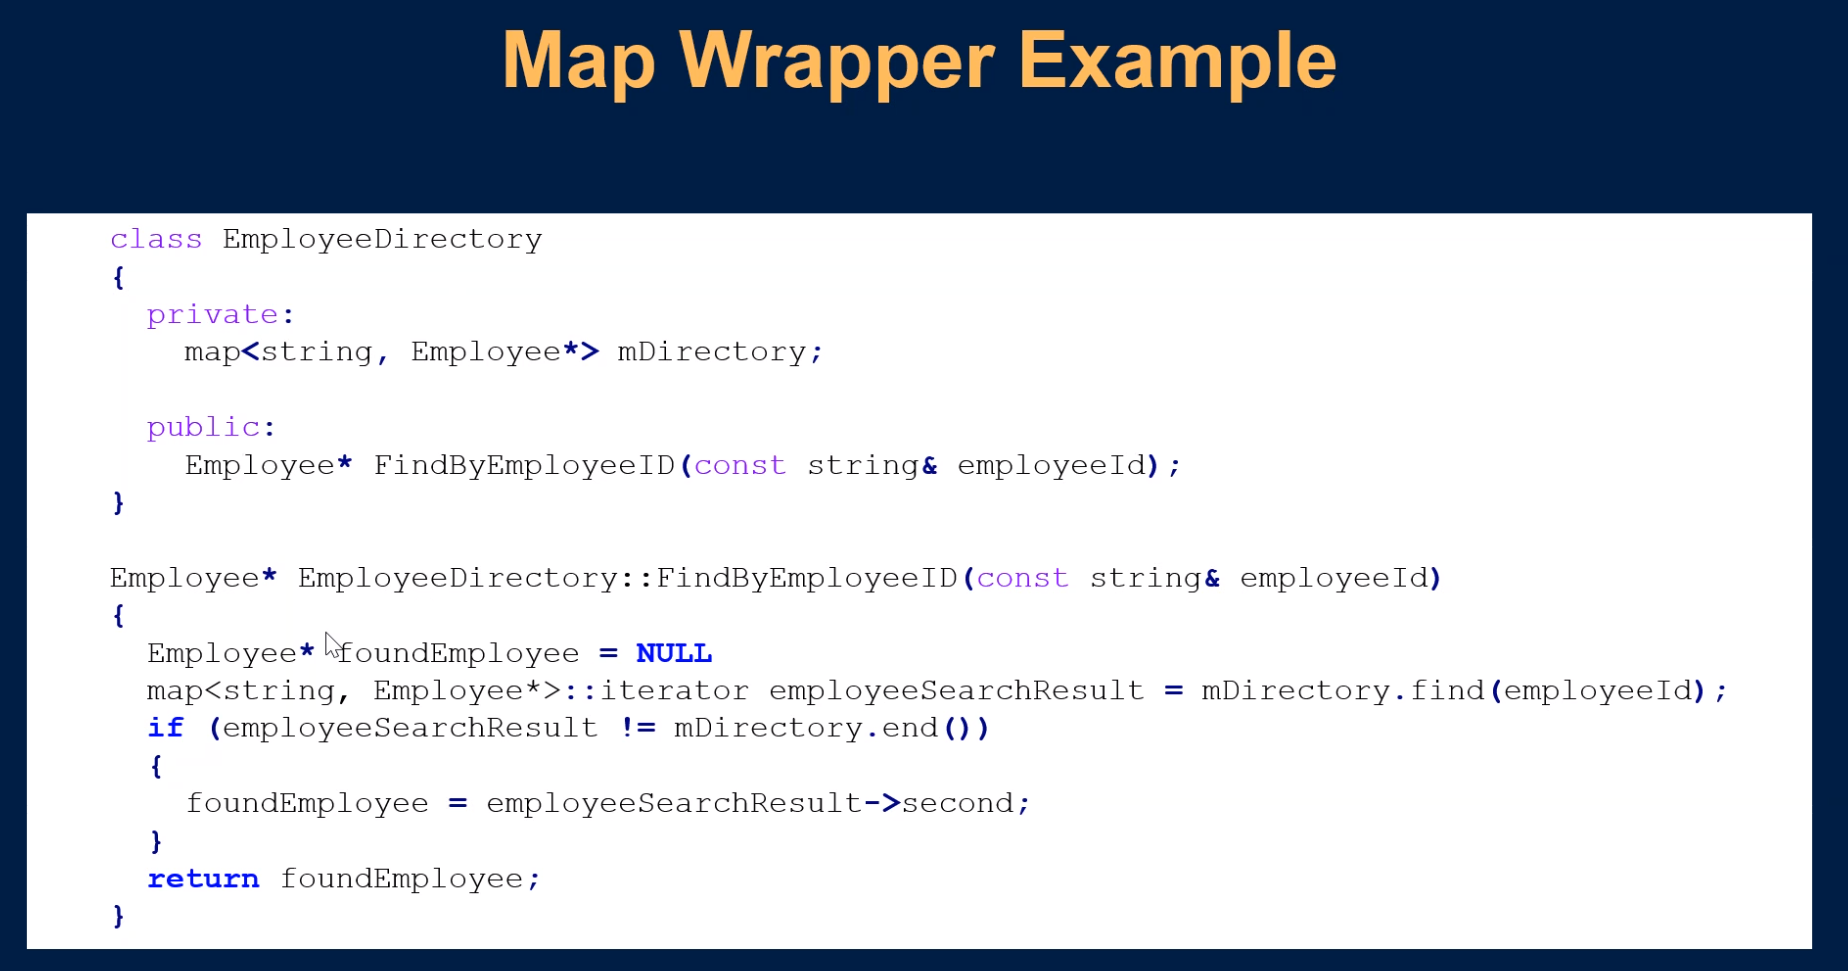 Map Wrapper Example
class EmployeeDirectory
{
private:
map<string, Employee*> mDirectory;
public:
Employee* FindByEmployeeID(const string& employeeId);
}
Employee* EmployeeDirectory::FindByEmployeeID(const string& employeeId)
{
Employee* foundEmployee = NULL
map<string, Employee*>::iterator employeeSearchResult = mDirectory.find(employeeId);
if (employeeSearchResult != mDirectory.end())
{
foundEmployee = employeeSearchResult->second;
}
return foundEmployee;
}